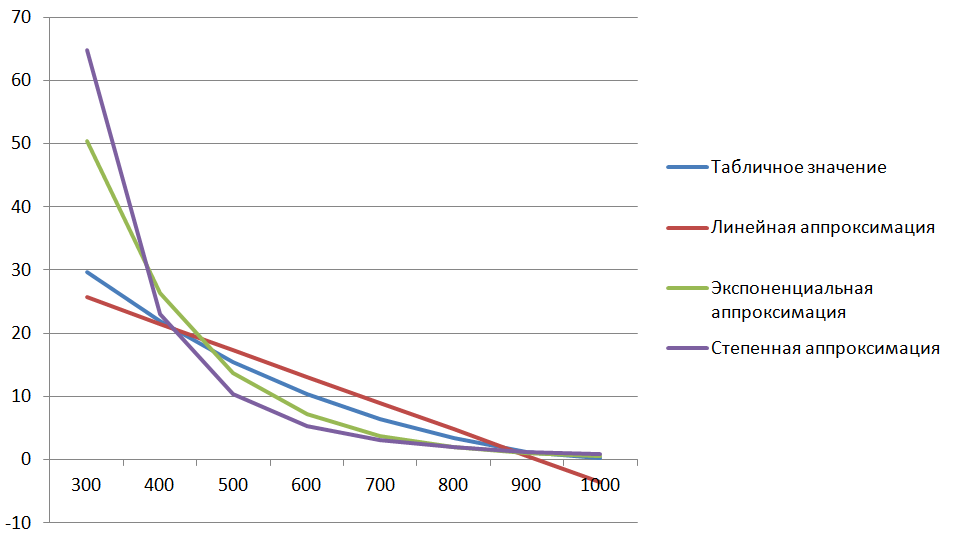 70
60
50
40
30
20
10
0
-10
300 400 500 600 700 800 900 1000
Табличное значение
Линейная аппроксимация
Экспоненциальная
аппроксимация
Степенная аппроксимация